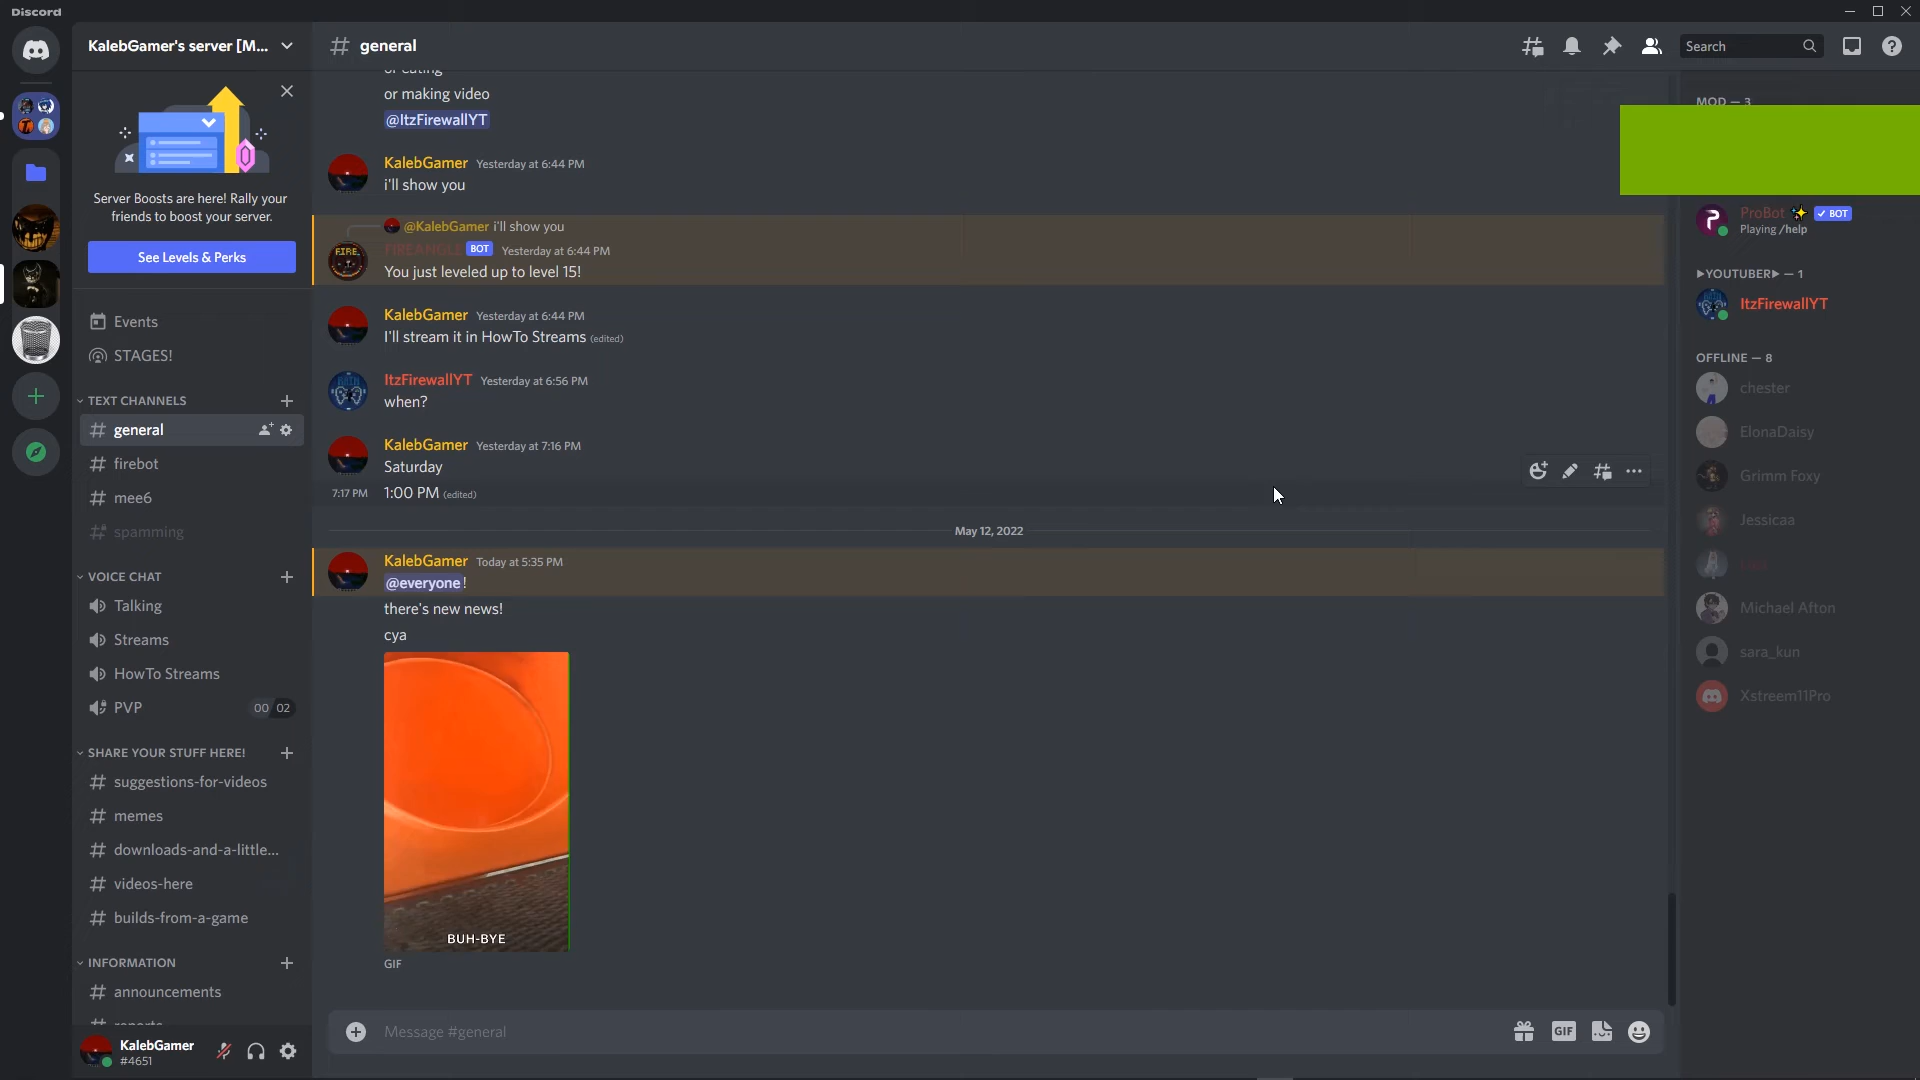 Discord
KalebGamer's server [M...
Server Boosts are here! Rally your
friends to boost your server.
See Levels & Perks
Events
STAGES!
TEXT CHANNELS
general
firebot
mee6
spamming
VOICE CHAT
Talking
Streams
HowTo Streams
PVP
00 02
SHARE YOUR STUFF HERE!
suggestions-for-videos
memes
downloads-and-a-little...
videos-here
builds-from-a-game
INFORMATION
announcements
reports
KalebGamer
#4651
general
Search
or eating
or making video
@ItzFirewallYT
KalebGamer Yesterday at 6:44 PM
i'll show you
@KalebGamer i'll show you
FIREANGLE BOT Yesterday at 6:44 PM
You just leveled up to level 15!
KalebGamer Yesterday at 6:44 PM
I'll stream it in HowTo Streams (edited)
ItzFirewallYT Yesterday at 6:56 PM
when?
KalebGamer Yesterday at 7:16 PM
Saturday
7:17 PM 1:00 PM (edited)
May 12, 2022
KalebGamer Today at 5:35 PM
@everyone !
there's new news!
cya
BUH-BYE
GIF
Message #general
GIF
MOD — 3
ProBot ✨ ✓ BOT
Playing /help
▶YOUTUBER▶ — 1
ItzFirewallYT
OFFLINE — 8
chester
ElonaDaisy
Grimm Foxy
Jessicaa
Michael Afton
sara_kun
Xstreem11Pro